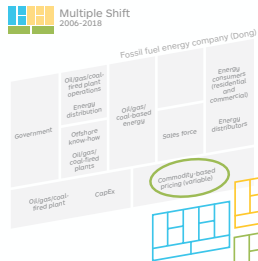 Multiple Shift
2006-2018
Fossil fuel energy company (Dong)
Government
Oil/gas/coal-
fired plant
operations
Energy
distribution
Offshore
know-how
Oil/gas/
coal-fired
plants
Oil/gas/
coal-based
energy
Sales force
Energy
consumers
(residential
and
commercial)
Energy
distributors
Oil/gas/coal-
fired plant
CapEx
Commodity-based
pricing (variable)